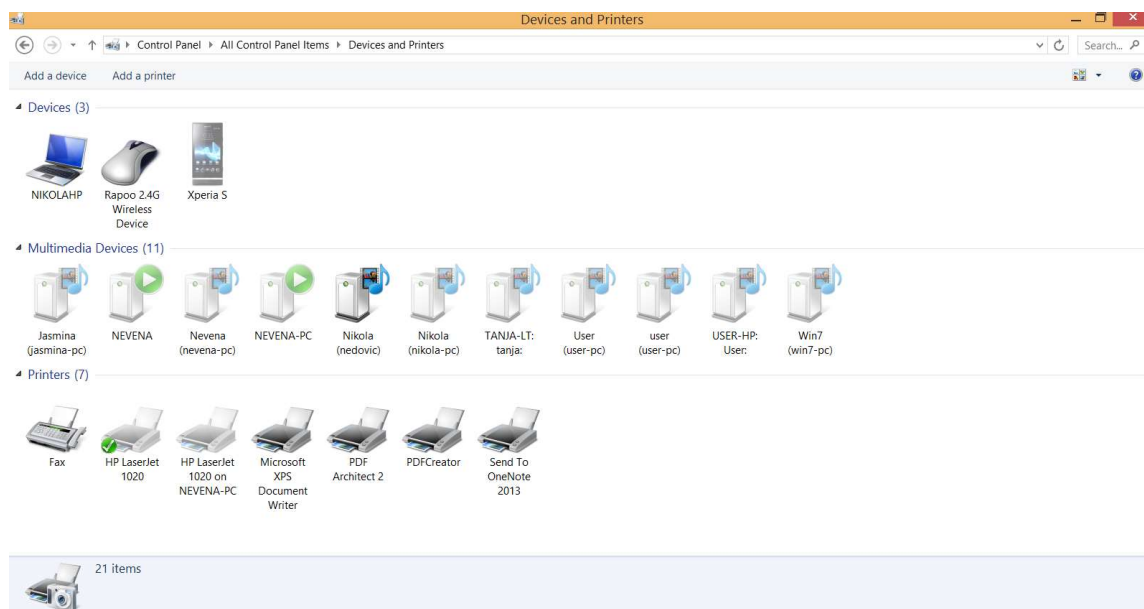 Devices and Printers
Control Panel ▸ All Control Panel Items ▸ Devices and Printers
Search...
Add a device Add a printer
Devices (3)
NIKOLAHP
Rapoo 2.4G
Wireless
Device
Xperia S
Multimedia Devices (11)
Jasmina
(jasmina-pc)
NEVENA
Nevena
(nevena-pc)
NEVENA-PC
Nikola
(nedovic)
Nikola
(nikola-pc)
TANJA-LT:
tanja:
User
(user-pc)
user
(user-pc)
USER-HP:
User:
Win7
(win7-pc)
Printers (7)
Fax
HP LaserJet
1020
HP LaserJet
1020 on
NEVENA-PC
Microsoft
XPS
Document
Writer
PDF
Architect 2
PDFCreator
Send To
OneNote
2013
21 items